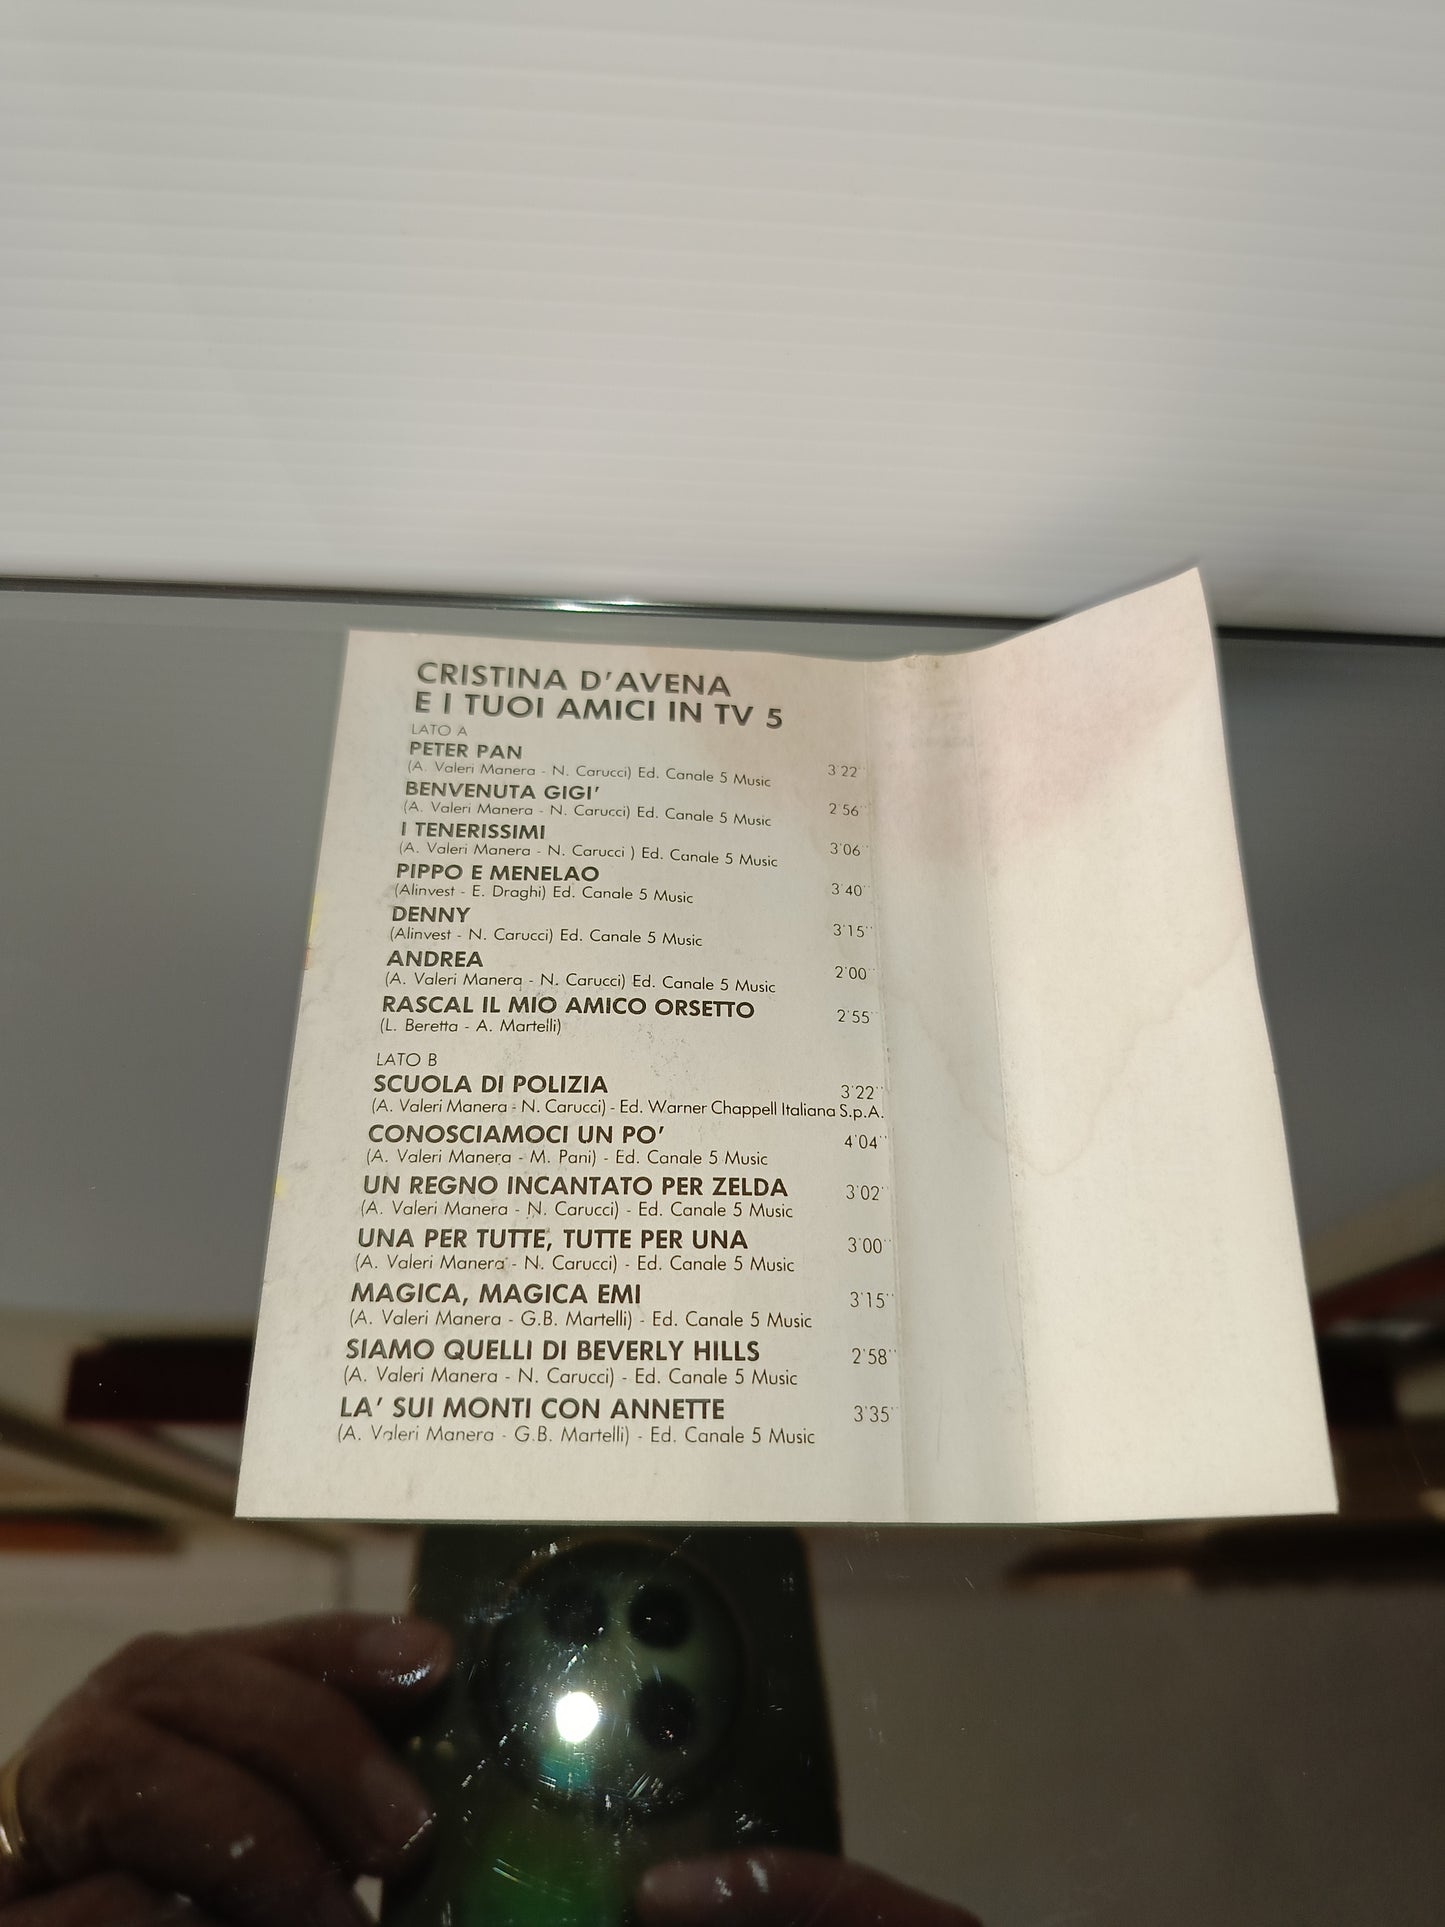 CRISTINA D'AVENA
E I TUOI AMICI IN TV 5
LATO A
PETER PAN 3'22''
(A. Valeri Manera - N. Carucci) Ed. Canale 5 Music
BENVENUTA GIGI' 2'56''
(A. Valeri Manera - N. Carucci) Ed. Canale 5 Music
I TENERISSIMI 3'06''
(A. Valeri Manera - N. Carucci ) Ed. Canale 5 Music
PIPPO E MENELAO 3'40''
(Alinvest - E. Draghi) Ed. Canale 5 Music
DENNY 3'15''
(Alinvest - N. Carucci) Ed. Canale 5 Music
ANDREA 2'00''
(A. Valeri Manera - N. Carucci) Ed. Canale 5 Music
RASCAL IL MIO AMICO ORSETTO 2'55''
(L. Beretta - A. Martelli)
LATO B
SCUOLA DI POLIZIA 3'22''
(A. Valeri Manera - N. Carucci) - Ed. Warner Chappell Italiana S.p.A.
CONOSCIAMOCI UN PO' 4'04''
(A. Valeri Manera - M. Pani) - Ed. Canale 5 Music
UN REGNO INCANTATO PER ZELDA 3'02''
(A. Valeri Manera - N. Carucci) - Ed. Canale 5 Music
UNA PER TUTTE, TUTTE PER UNA 3'00''
(A. Valeri Manera - N. Carucci) - Ed. Canale 5 Music
MAGICA, MAGICA EMI 3'15''
(A. Valeri Manera - G.B. Martelli) - Ed. Canale 5 Music
SIAMO QUELLI DI BEVERLY HILLS 2'58''
(A. Valeri Manera - N. Carucci) - Ed. Canale 5 Music
LA' SUI MONTI CON ANNETTE 3'35''
(A. Valeri Manera - G.B. Martelli) - Ed. Canale 5 Music